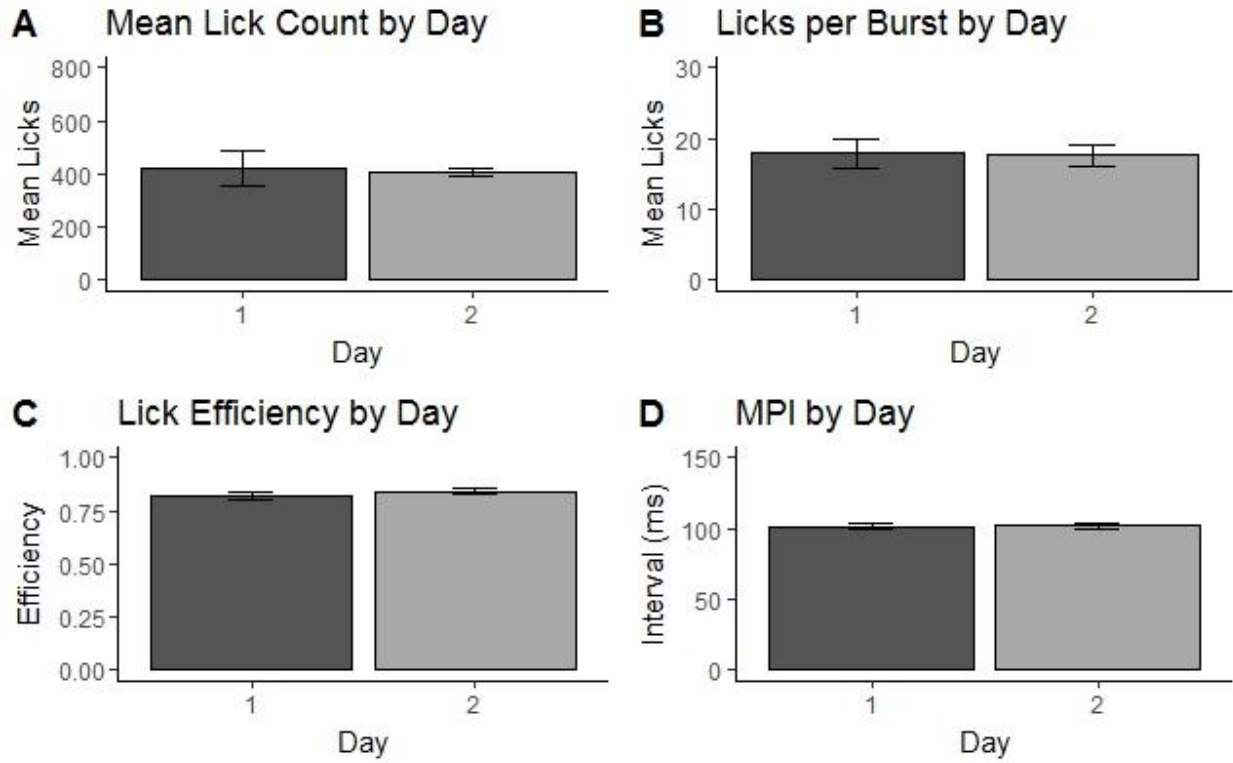 A Mean Lick Count by Day
Mean Licks
800
600
400
200
0
1 2
Day
B Licks per Burst by Day
Mean Licks
30
20
10
0
1 2
Day
C Lick Efficiency by Day
Efficiency
1.00
0.75
0.50
0.25
0.00
1 2
Day
D MPI by Day
Interval (ms)
150
100
50
0
1 2
Day